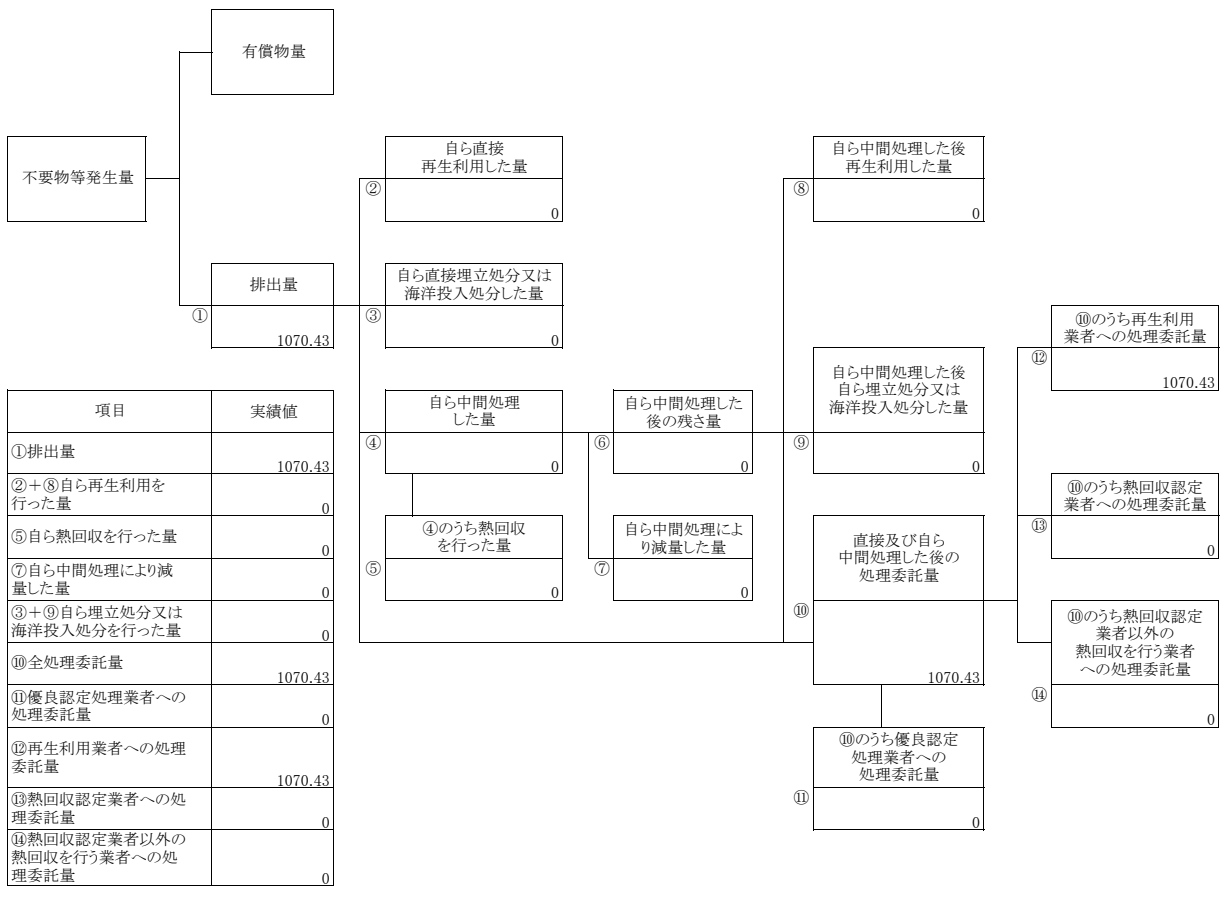 有償物量
不要物等発生量
排出量
①
1070.43
自ら直接
再生利用した量
②
0
自ら直接埋立処分又は
海洋投入処分した量
③
0
自ら中間処理
した量
④
0
④のうち熱回収
を行った量
⑤
0
自ら中間処理した
後の残さ量
⑥
0
自ら中間処理によ
り減量した量
⑦
0
自ら中間処理した後
再生利用した量
⑧
0
自ら中間処理した後
自ら埋立処分又は
海洋投入処分した量
⑨
0
直接及び自ら
中間処理した後の
処理委託量
⑩
1070.43
⑩のうち優良認定
処理業者への
処理委託量
⑪
0
⑩のうち再生利用
業者への処理委託量
⑫
1070.43
⑩のうち熱回収認定
業者への処理委託量
⑬
0
⑩のうち熱回収認定
業者以外の
熱回収を行う業者
への処理委託量
⑭
0
項目 実績値
①排出量
1070.43
②＋⑧自ら再生利用を
行った量
0
⑤自ら熱回収を行った量
0
⑦自ら中間処理により減
量した量
0
③＋⑨自ら埋立処分又は
海洋投入処分を行った量
0
⑩全処理委託量
1070.43
⑪優良認定処理業者への
処理委託量
0
⑫再生利用業者への処理
委託量
1070.43
⑬熱回収認定業者への処
理委託量
0
⑭熱回収認定業者以外の
熱回収を行う業者への処
理委託量
0